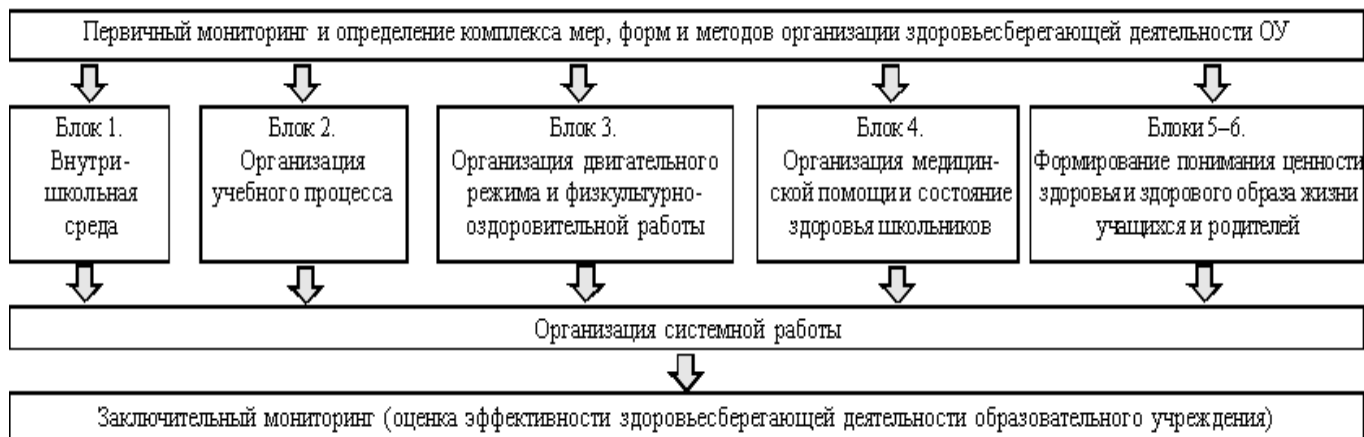 Первичный мониторинг и определение комплекса мер, форм и методов организации здоровьесберегающей деятельности ОУ
Блок 1.
Внутри-
школьная
среда
Блок 2.
Организация
учебного процесса
Блок 3.
Организация двигательного
режима и физкультурно-
оздоровительной работы
Блок 4.
Организация медицин-
ской помощи и состояние
здоровья школьников
Блоки 5–6.
Формирование понимания ценности
здоровья и здорового образа жизни
учащихся и родителей
Организация системной работы
Заключительный мониторинг (оценка эффективности здоровьесберегающей деятельности образовательного учреждения)